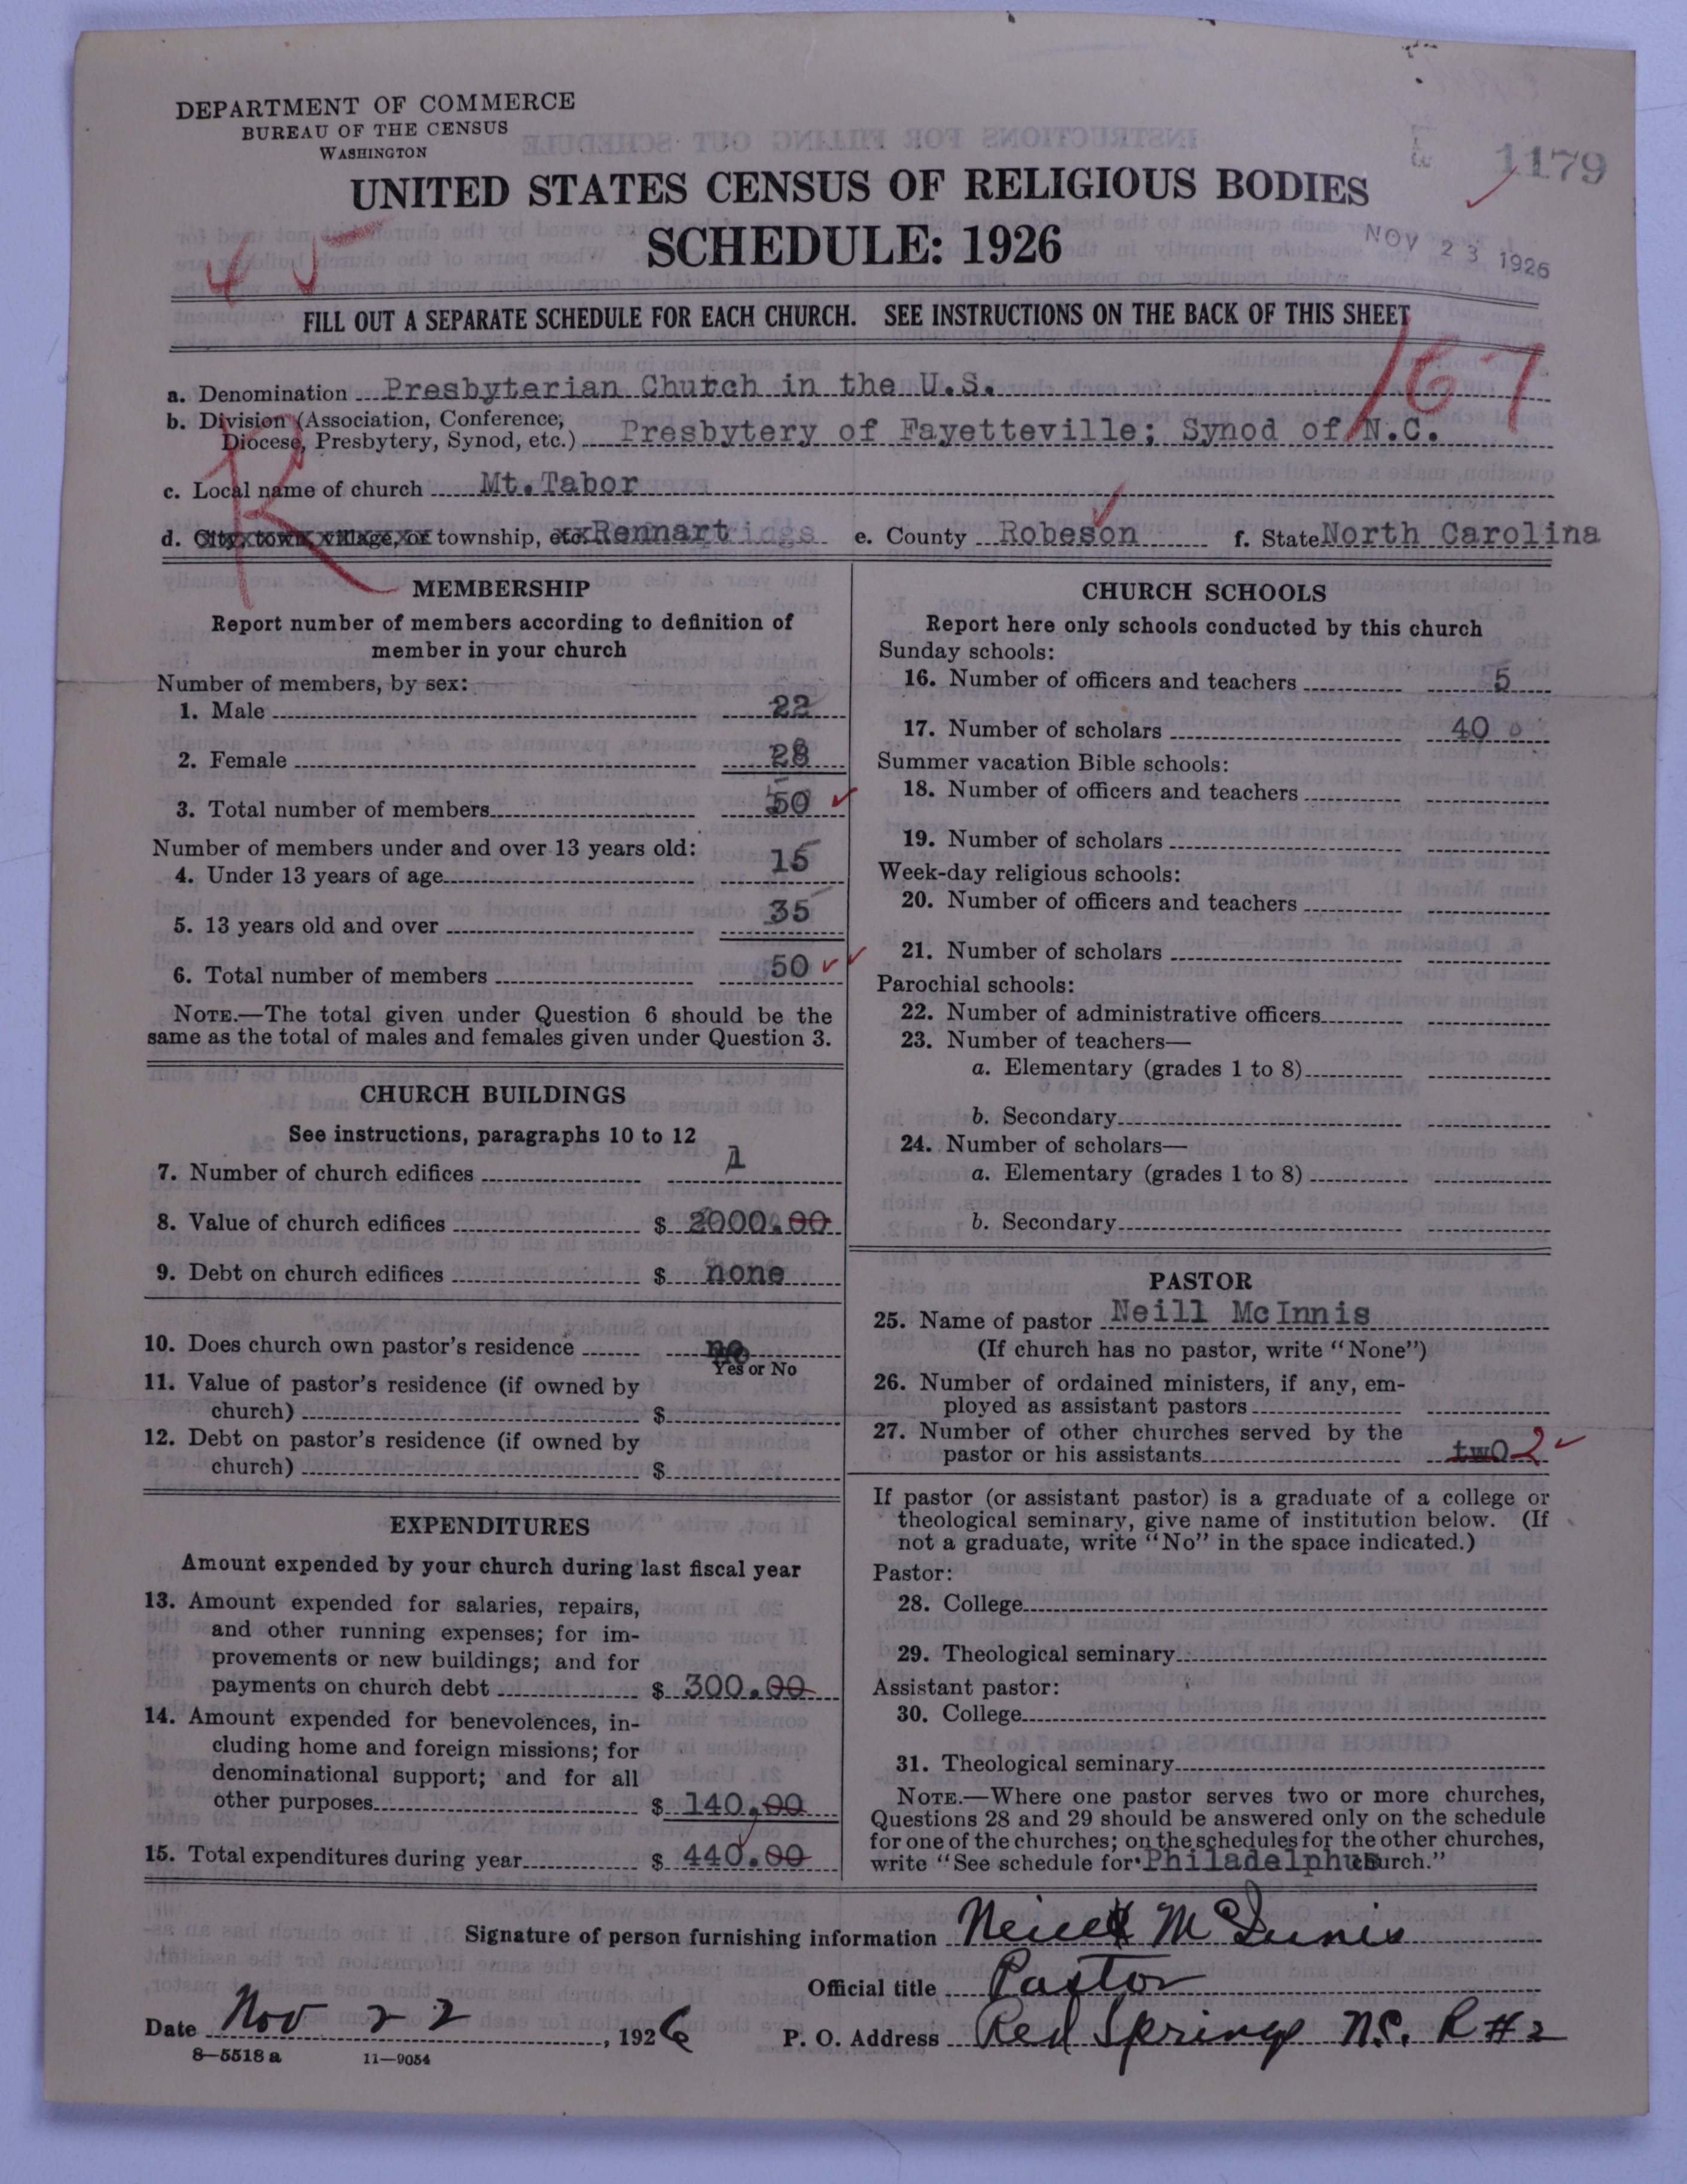 DEPARTMENT OF COMMERCE
BUREAU OF THE CENSUS
WASHINGTON
1179
UNITED STATES CENSUS OF RELIGIOUS BODIES
SCHEDULE: 1926
NOV 23 1926
45
FILL OUT A SEPARATE SCHEDULE FOR EACH CHURCH. SEE INSTRUCTIONS ON THE BACK OF THIS SHEET
167
a. Denomination Presbyterian Church in the U.S.
b. Division (Association, Conference,
Diocese, Presbytery, Synod, etc.) Presbytery of Fayetteville; Synod of N.C.
K
c. Local name of church Mt. Tabor
d. City, town, village, or township, etc. Rennart e. County Robeson f. State North Carolina
MEMBERSHIP
Report number of members according to definition of
member in your church
Number of members, by sex:
1. Male 22
2. Female 28
3. Total number of members 50
Number of members under and over 13 years old:
4. Under 13 years of age 15
5. 13 years old and over 35
6. Total number of members 50
NOTE.—The total given under Question 6 should be the
same as the total of males and females given under Question 3.
CHURCH BUILDINGS
See instructions, paragraphs 10 to 12
7. Number of church edifices 1
8. Value of church edifices $ 2000.00
9. Debt on church edifices $ none
10. Does church own pastor's residence no
Yes or No
11. Value of pastor's residence (if owned by
church) $
12. Debt on pastor's residence (if owned by
church) $
EXPENDITURES
Amount expended by your church during last fiscal year
13. Amount expended for salaries, repairs,
and other running expenses; for im-
provements or new buildings; and for
payments on church debt $ 300.00
14. Amount expended for benevolences, in-
cluding home and foreign missions; for
denominational support; and for all
other purposes $ 140.00
15. Total expenditures during year $ 440.00
CHURCH SCHOOLS
Report here only schools conducted by this church
Sunday schools:
16. Number of officers and teachers 5
17. Number of scholars 40
Summer vacation Bible schools:
18. Number of officers and teachers
19. Number of scholars
Week-day religious schools:
20. Number of officers and teachers
21. Number of scholars
Parochial schools:
22. Number of administrative officers
23. Number of teachers—
a. Elementary (grades 1 to 8)
b. Secondary
24. Number of scholars—
a. Elementary (grades 1 to 8)
b. Secondary
PASTOR
25. Name of pastor Neill McInnis
(If church has no pastor, write "None")
26. Number of ordained ministers, if any, em-
ployed as assistant pastors
27. Number of other churches served by the
pastor or his assistants two 2
If pastor (or assistant pastor) is a graduate of a college or
theological seminary, give name of institution below. (If
not a graduate, write "No" in the space indicated.)
Pastor:
28. College
29. Theological seminary
Assistant pastor:
30. College
31. Theological seminary
NOTE.—Where one pastor serves two or more churches,
Questions 28 and 29 should be answered only on the schedule
for one of the churches; on the schedules for the other churches,
write "See schedule for Philadelphus church."
Signature of person furnishing information Neill McInnis
Official title Pastor
Date Nov 22, 1926 P. O. Address Red Springs N.C. R#2
8—5518 a 11—9054